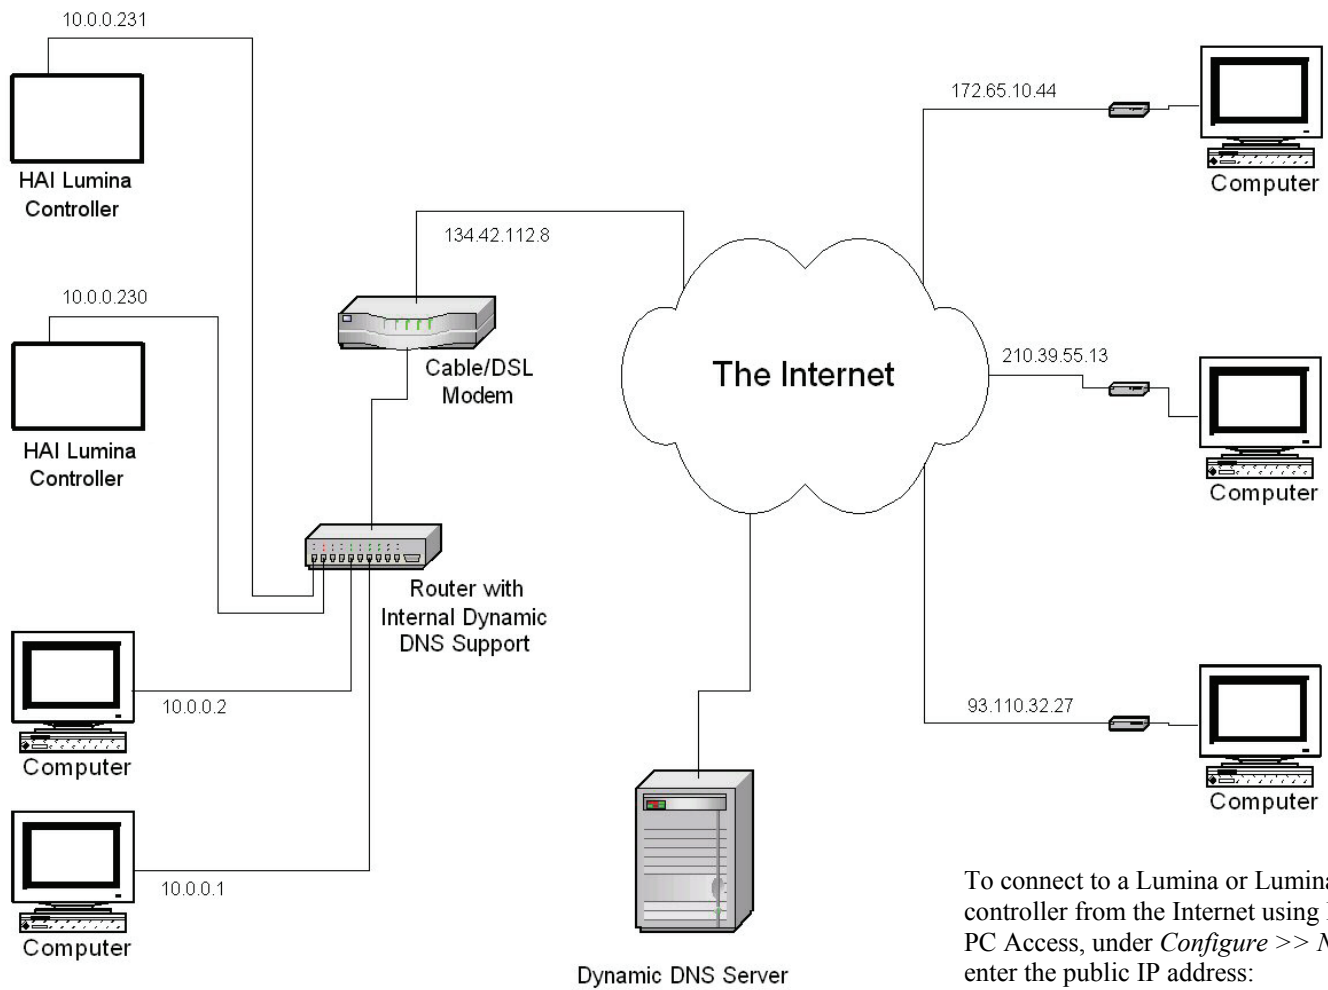 10.0.0.231
HAI Lumina
Controller
10.0.0.230
HAI Lumina
Controller
134.42.112.8
Cable/DSL
Modem
Router with
Internal Dynamic
DNS Support
10.0.0.2
Computer
10.0.0.1
Computer
The Internet
Dynamic DNS Server
172.65.10.44
Computer
210.39.55.13
Computer
93.110.32.27
Computer
To connect to a Lumina or Lumina
controller from the Internet using
PC Access, under Configure >>
enter the public IP address: